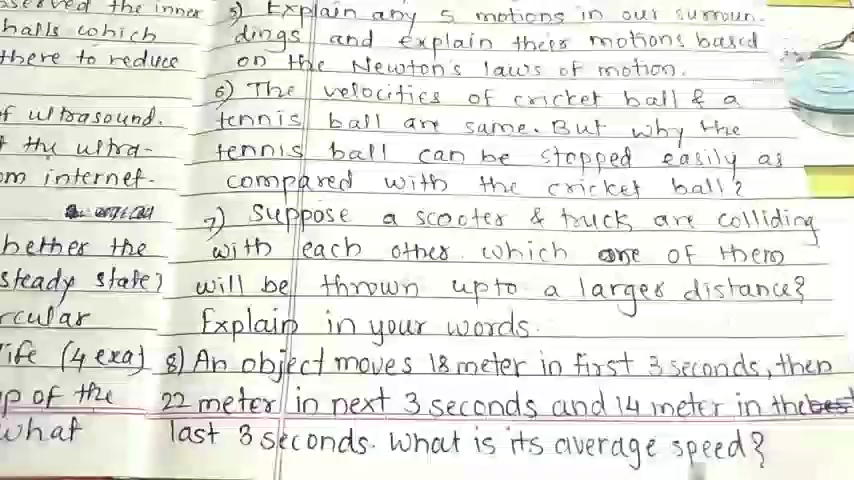 served the inner
balls which
there to reduce
of ultrasound.
the ultra-
om internet.
hether the
steady state?
rcular
life (4 exa)
p of the
what
5) Explain any 5 motions in our surroun-
dings and explain their motions based
on the Newton's laws of motion.
6) The velocities of cricket ball & a
tennis ball are same. But why the
tennis ball can be stopped easily as
compared with the cricket ball?
7) Suppose a scooter & truck are colliding
with each other. which one of them
will be thrown upto a larger distance?
Explain in your words.
8) An object moves 18 meter in first 3 seconds, then
22 meter in next 3 seconds and 14 meter in the
last 3 seconds. What is its average speed?